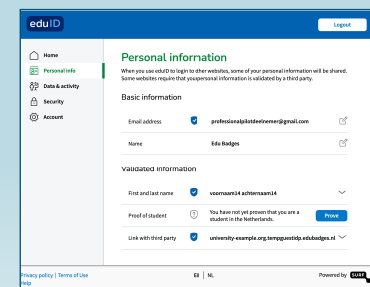 eduID
Logout
Home
Personal info
Data & activity
Security
Account
Personal information
When you use eduID to login to other websites, some of your personal information will be shared.
Some websites require that youpersonal information is validated by a third party.
Basic information
Email address professionalpilotdeelnemer@gmail.com
Name Edu Badges
Validated information
First and last name voornaam14 achternaam14
Proof of student You have not yet proven that you are a
student in the Netherlands. Prove
Link with third party university-example.org.tempguestidp.edubadges.nl
Privacy policy | Terms of Use
Help
EN | NL
Powered by SURF